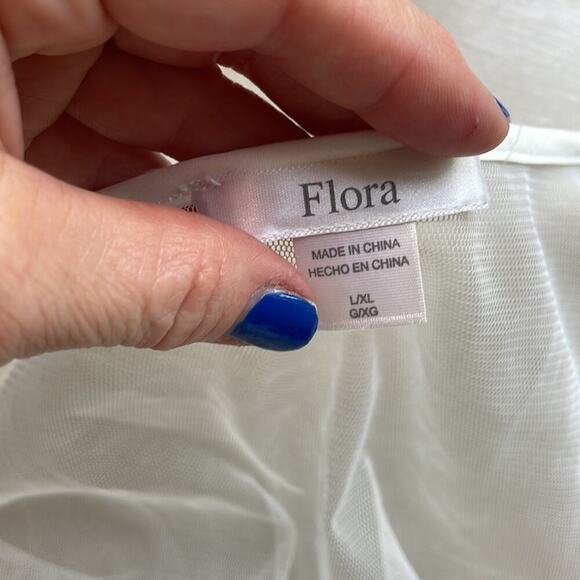 Flora
MADE IN CHINA
HECHO EN CHINA
L/XL
G/XG